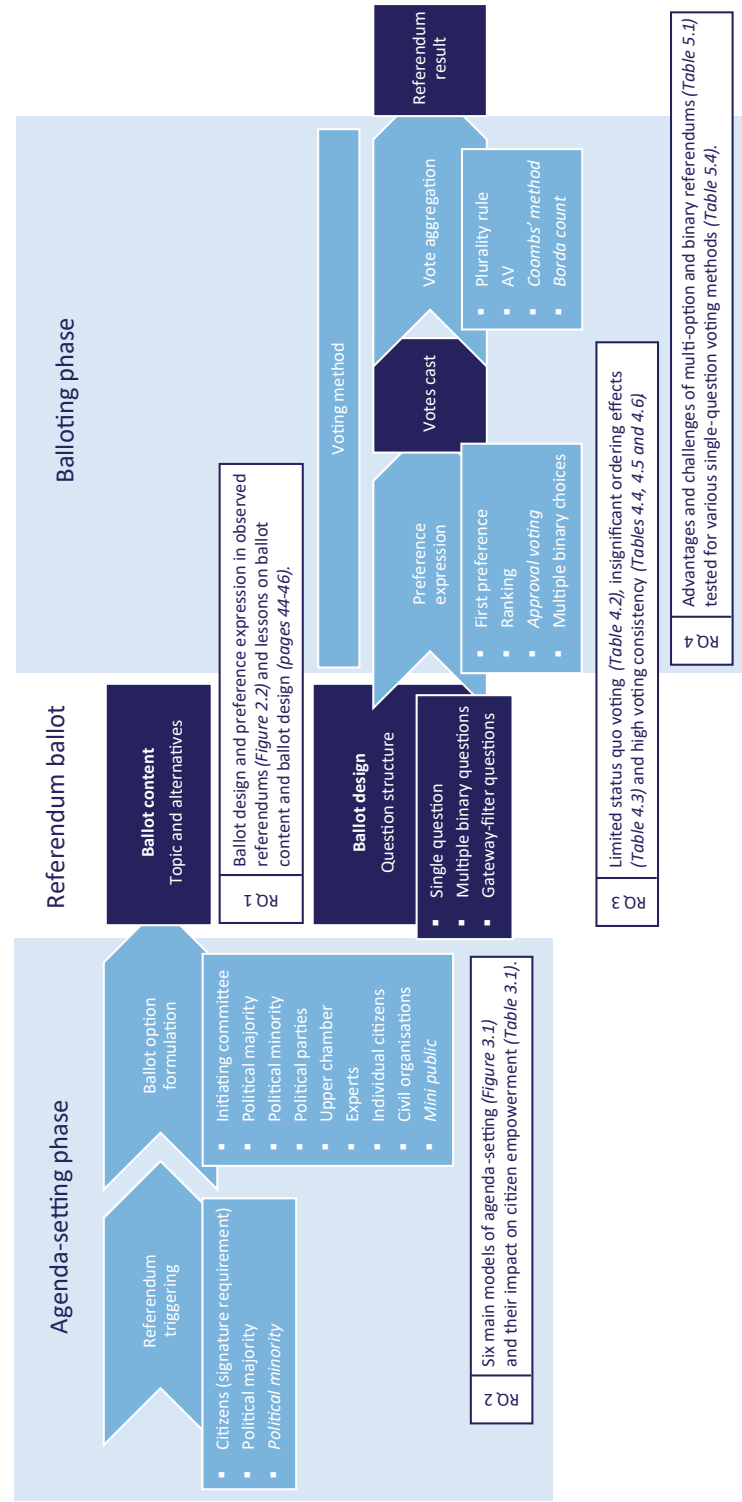 Agenda-setting phase
Referendum
triggering
Citizens (signature requirement)
Political majority
Political minority
Ballot option
formulation
Initiating committee
Political majority
Political minority
Political parties
Upper chamber
Experts
Individual citizens
Civil organisations
Mini public
RQ 2
Six main models of agenda-setting (Figure 3.1)
and their impact on citizen empowerment (Table 3.1).
Referendum ballot
Ballot content
Topic and alternatives
RQ 1
Ballot design and preference expression in observed
referendums (Figure 2.2) and lessons on ballot
content and ballot design (pages 44-46).
Ballot design
Question structure
Single question
Multiple binary questions
Gateway-filter questions
Balloting phase
Voting method
Preference
expression
First preference
Ranking
Approval voting
Multiple binary choices
Votes cast
Vote aggregation
Plurality rule
AV
Coombs' method
Borda count
Referendum
result
RQ 3
Limited status quo voting (Table 4.2), insignificant ordering effects
(Table 4.3) and high voting consistency (Tables 4.4, 4.5 and 4.6)
RQ 4
Advantages and challenges of multi-option and binary referendums (Table 5.1)
tested for various single-question voting methods (Table 5.4).